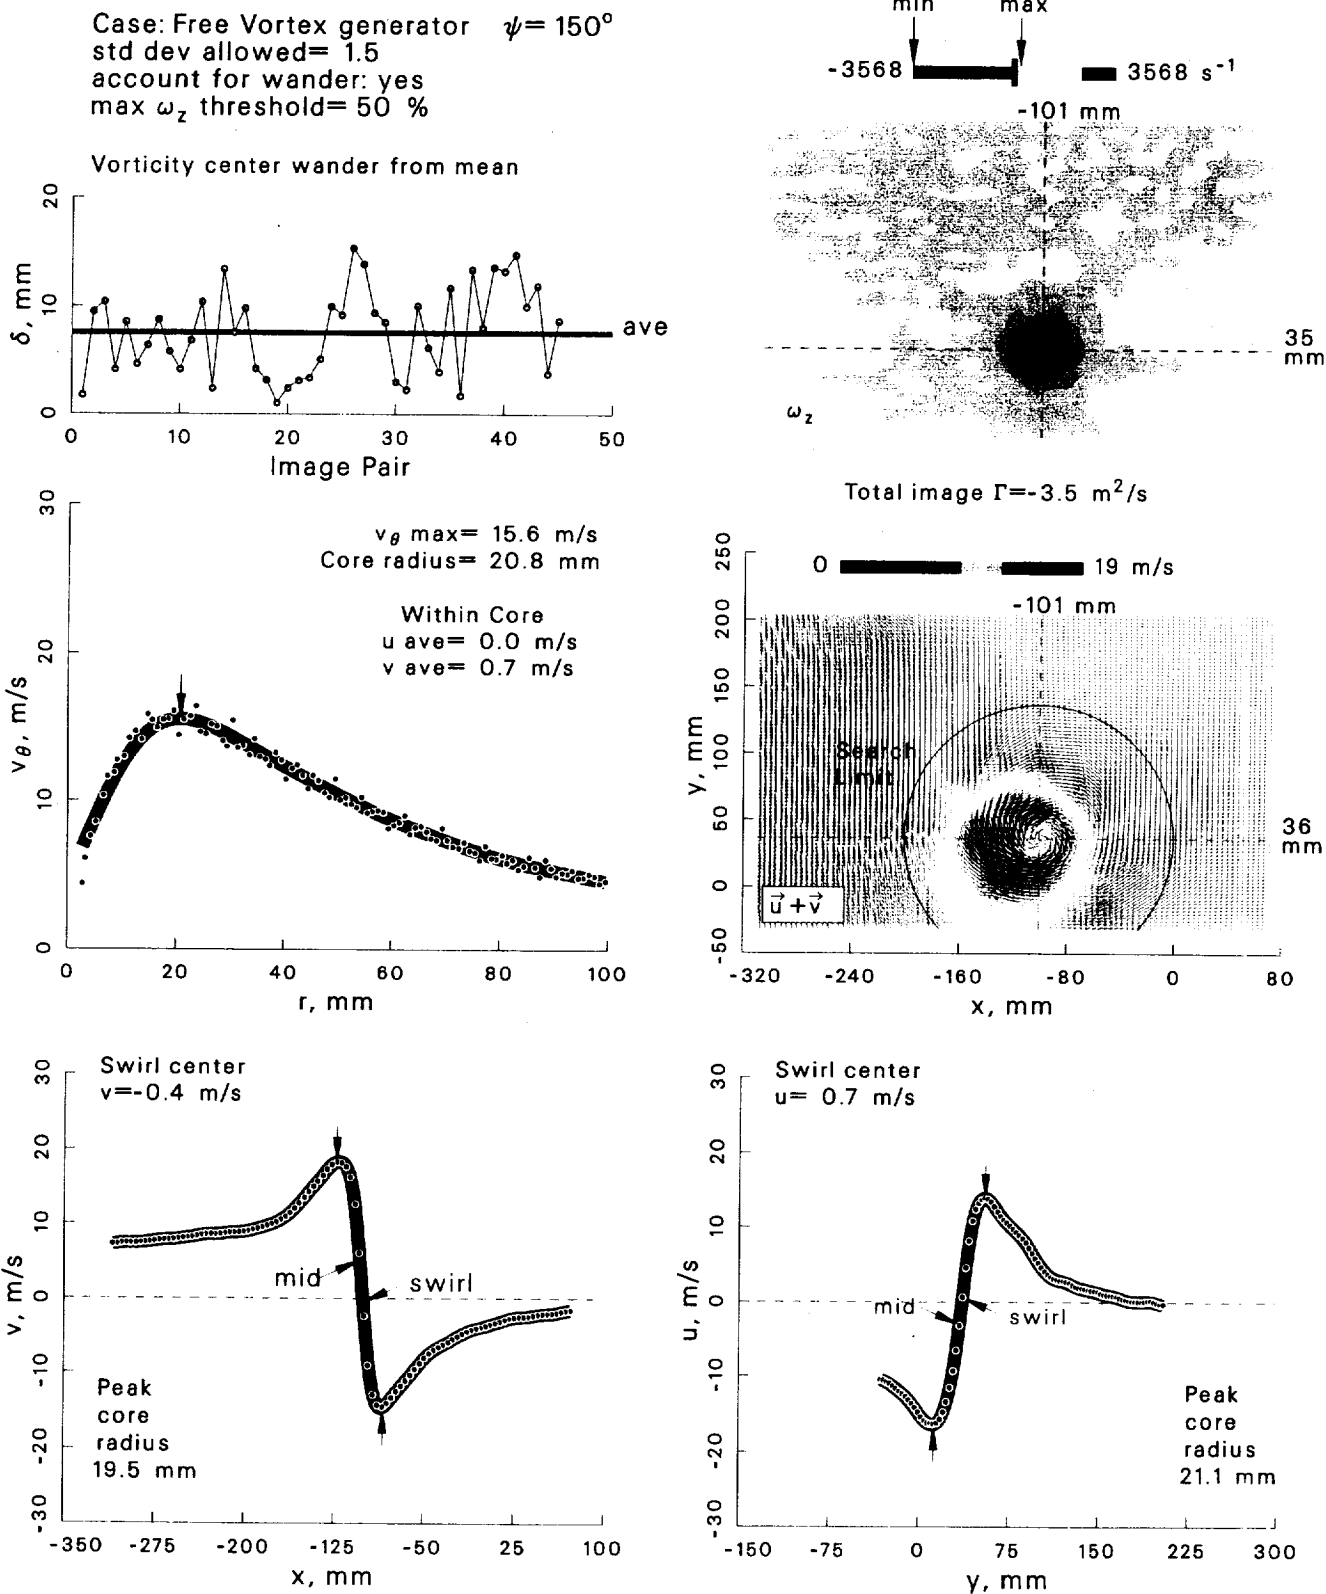 Case: Free Vortex generator ψ= 150°
std dev allowed= 1.5
account for wander: yes
max ω_z threshold= 50 %
min max
-3568 3568 s⁻¹
-101 mm
35
mm
ω_z
Vorticity center wander from mean
δ, mm
20
10
0
ave
0 10 20 30 40 50
Image Pair
v_θ max= 15.6 m/s
Core radius= 20.8 mm
Within Core
u ave= 0.0 m/s
v ave= 0.7 m/s
v_θ, m/s
30
20
10
0
0 20 40 60 80 100
r, mm
Total image Γ=-3.5 m²/s
0 19 m/s
-101 mm
Search
Limit
36
mm
u⃗ + v⃗
y, mm
250
200
150
100
50
0
-50
-320 -240 -160 -80 0 80
x, mm
Swirl center
v=-0.4 m/s
mid
swirl
Peak
core
radius
19.5 mm
v, m/s
30
20
10
0
-10
-20
-30
-350 -275 -200 -125 -50 25 100
x, mm
Swirl center
u= 0.7 m/s
mid
swirl
Peak
core
radius
21.1 mm
u, m/s
30
20
10
0
-10
-20
-30
-150 -75 0 75 150 225 300
y, mm